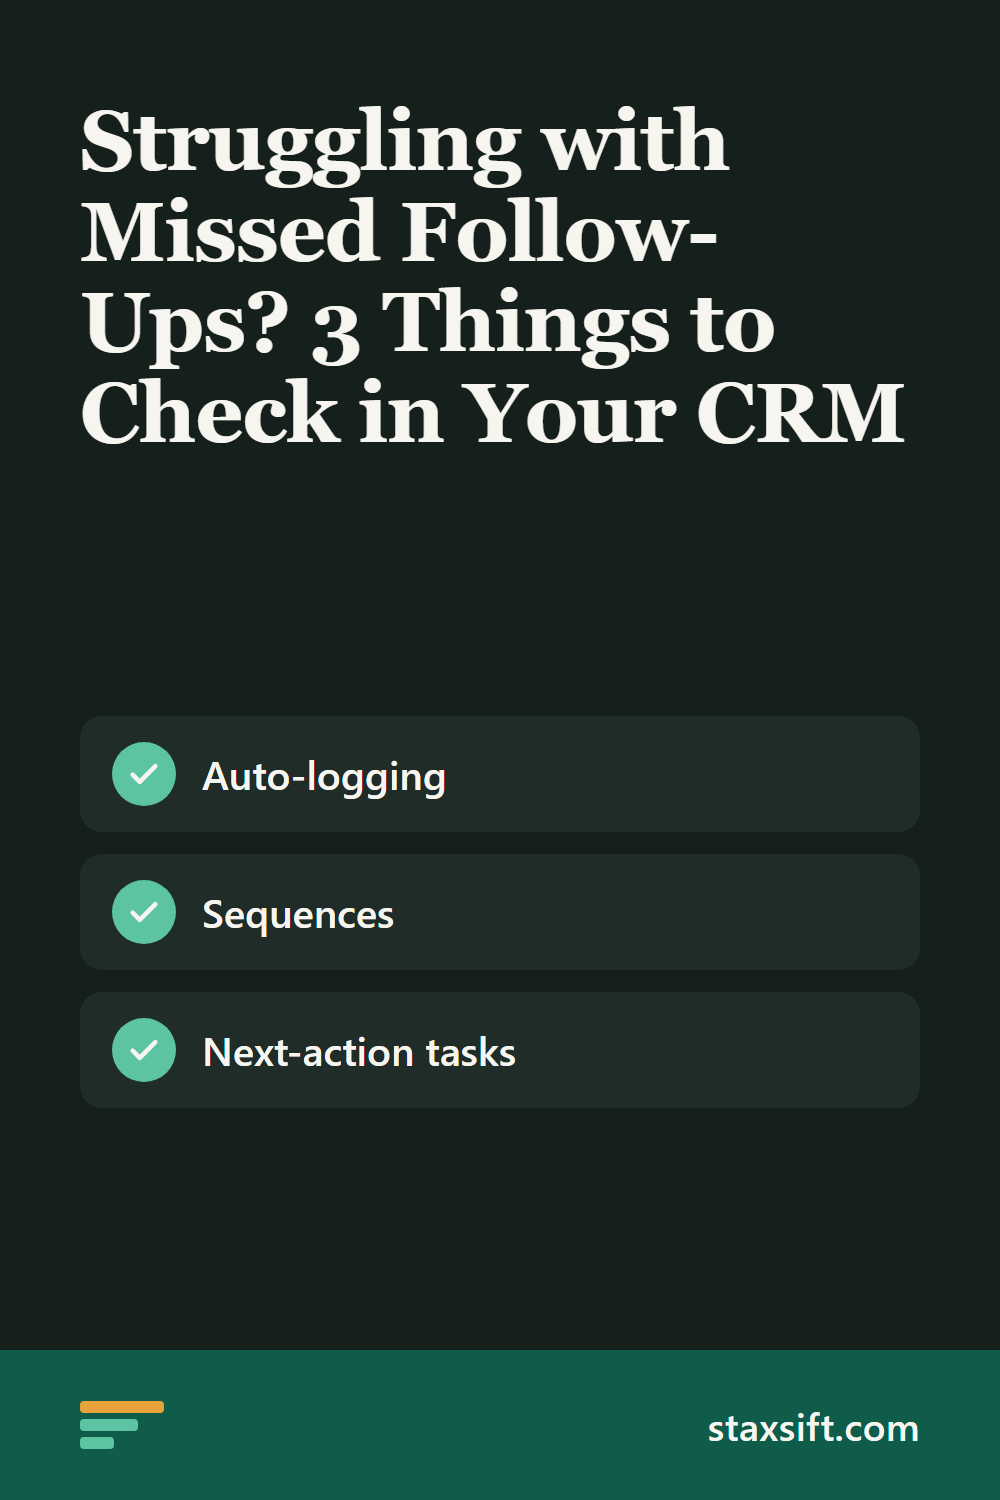 Struggling with
Missed Follow-
Ups? 3 Things to
Check in Your CRM
Auto-logging
Sequences
Next-action tasks
staxsift.com